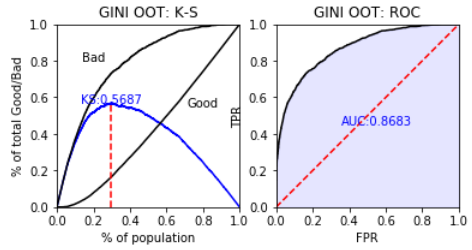 GINI OOT: K-S
1.0
0.8
0.6
0.4
0.2
0.0
% of total Good/Bad
Bad
KS:0.5687
Good
0.0 0.2 0.4 0.6 0.8 1.0
% of population
GINI OOT: ROC
1.0
0.8
0.6
0.4
0.2
0.0
TPR
AUC:0.8683
0.0 0.2 0.4 0.6 0.8 1.0
FPR